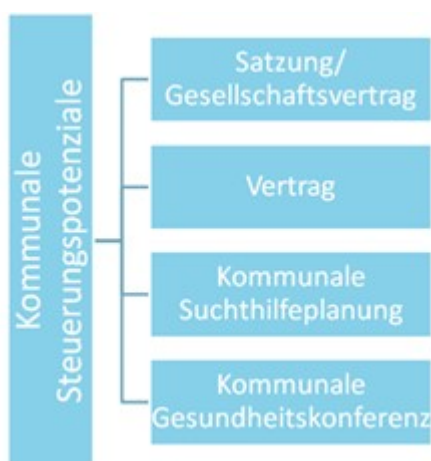 Kommunale
Steuerungspotenziale
Satzung/
Gesellschaftsvertrag
Vertrag
Kommunale
Suchthilfeplanung
Kommunale
Gesundheitskonferenz